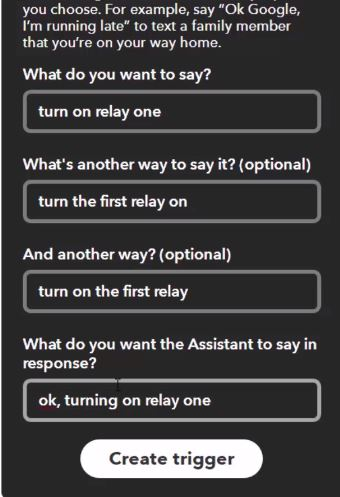 you choose. For example, say "Ok Google,
I'm running late" to text a family member
that you're on your way home.
What do you want to say?
turn on relay one
What's another way to say it? (optional)
turn the first relay on
And another way? (optional)
turn on the first relay
What do you want the Assistant to say in
response?
ok, turning on relay one
Create trigger